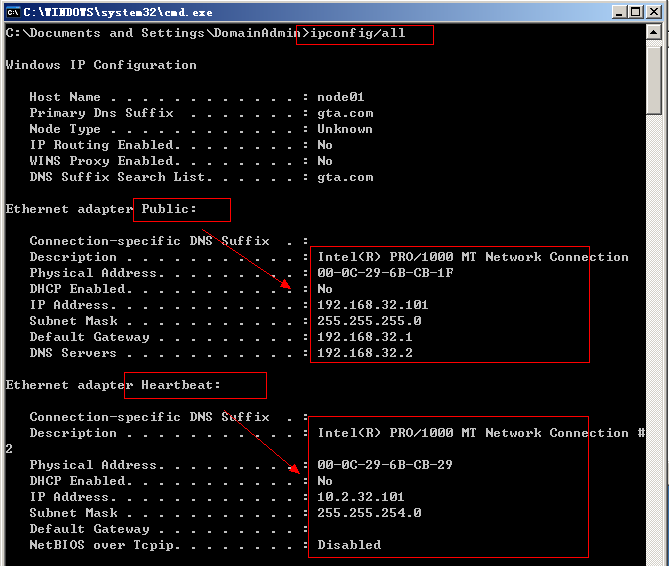 C:\WINDOWS\system32\cmd.exe
C:\Documents and Settings\DomainAdmin>ipconfig/all
Windows IP Configuration
Host Name . . . . . . . . . . . . : node01
Primary Dns Suffix  . . . . . . . : gta.com
Node Type . . . . . . . . . . . . : Unknown
IP Routing Enabled. . . . . . . . : No
WINS Proxy Enabled. . . . . . . . : No
DNS Suffix Search List. . . . . . : gta.com
Ethernet adapter Public:
Connection-specific DNS Suffix  . :
Description . . . . . . . . . . . : Intel(R) PRO/1000 MT Network Connection
Physical Address. . . . . . . . . : 00-0C-29-6B-CB-1F
DHCP Enabled. . . . . . . . . . . : No
IP Address. . . . . . . . . . . . : 192.168.32.101
Subnet Mask . . . . . . . . . . . : 255.255.255.0
Default Gateway . . . . . . . . . : 192.168.32.1
DNS Servers . . . . . . . . . . . : 192.168.32.2
Ethernet adapter Heartbeat:
Connection-specific DNS Suffix  . :
Description . . . . . . . . . . . : Intel(R) PRO/1000 MT Network Connection #
2
Physical Address. . . . . . . . . : 00-0C-29-6B-CB-29
DHCP Enabled. . . . . . . . . . . : No
IP Address. . . . . . . . . . . . : 10.2.32.101
Subnet Mask . . . . . . . . . . . : 255.255.254.0
Default Gateway . . . . . . . . . :
NetBIOS over Tcpip. . . . . . . . : Disabled